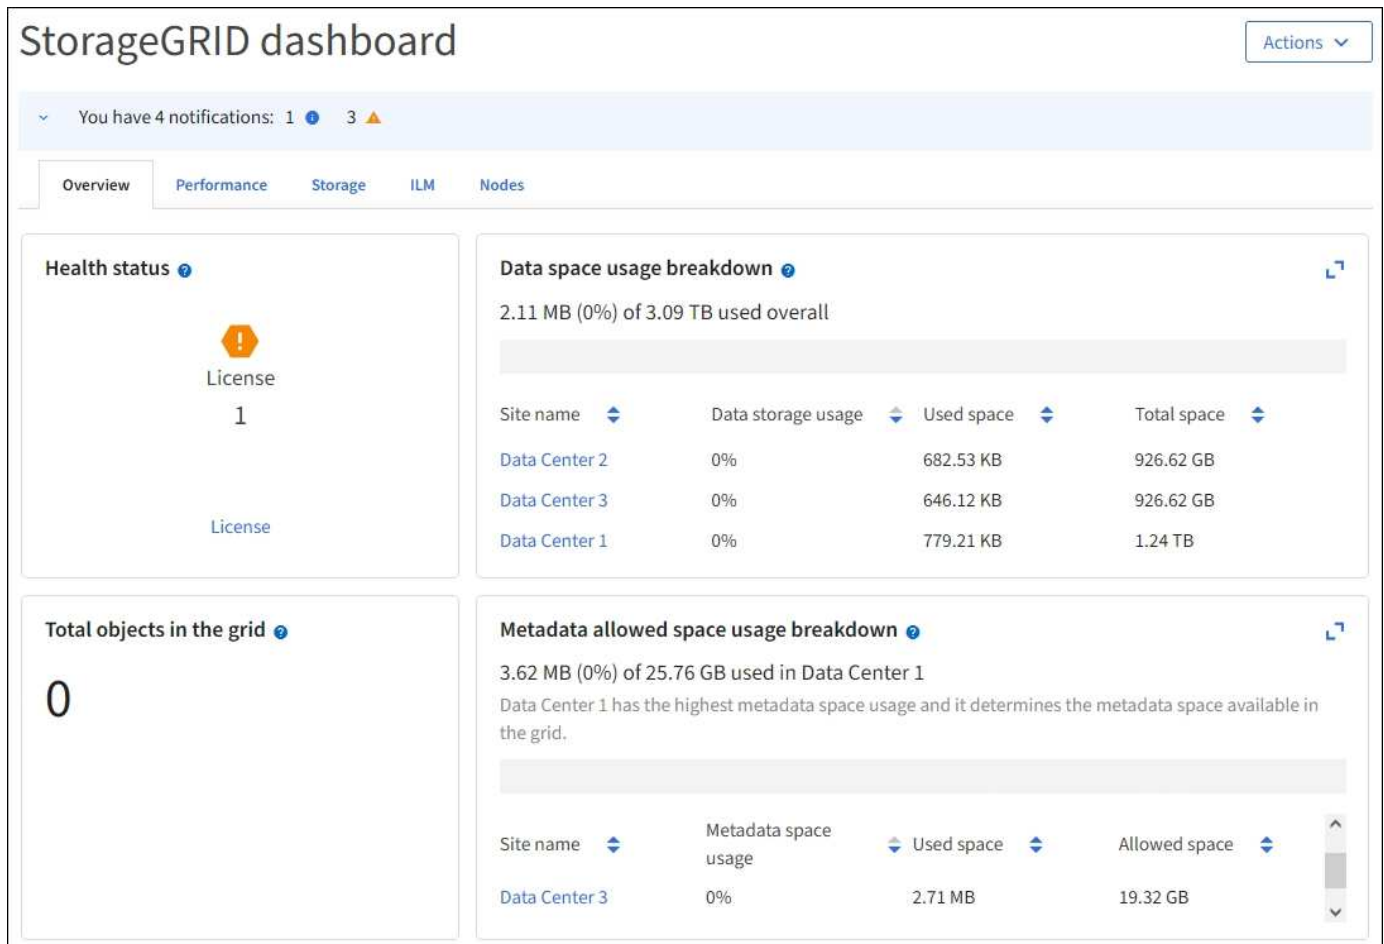 StorageGRID dashboard
Actions
You have 4 notifications: 1 3
Overview Performance Storage ILM Nodes
Health status
License
1
License
Data space usage breakdown
2.11 MB (0%) of 3.09 TB used overall
Site name Data storage usage Used space Total space
Data Center 2 0% 682.53 KB 926.62 GB
Data Center 3 0% 646.12 KB 926.62 GB
Data Center 1 0% 779.21 KB 1.24 TB
Total objects in the grid
0
Metadata allowed space usage breakdown
3.62 MB (0%) of 25.76 GB used in Data Center 1
Data Center 1 has the highest metadata space usage and it determines the metadata space available in
the grid.
Site name Metadata space usage Used space Allowed space
Data Center 3 0% 2.71 MB 19.32 GB